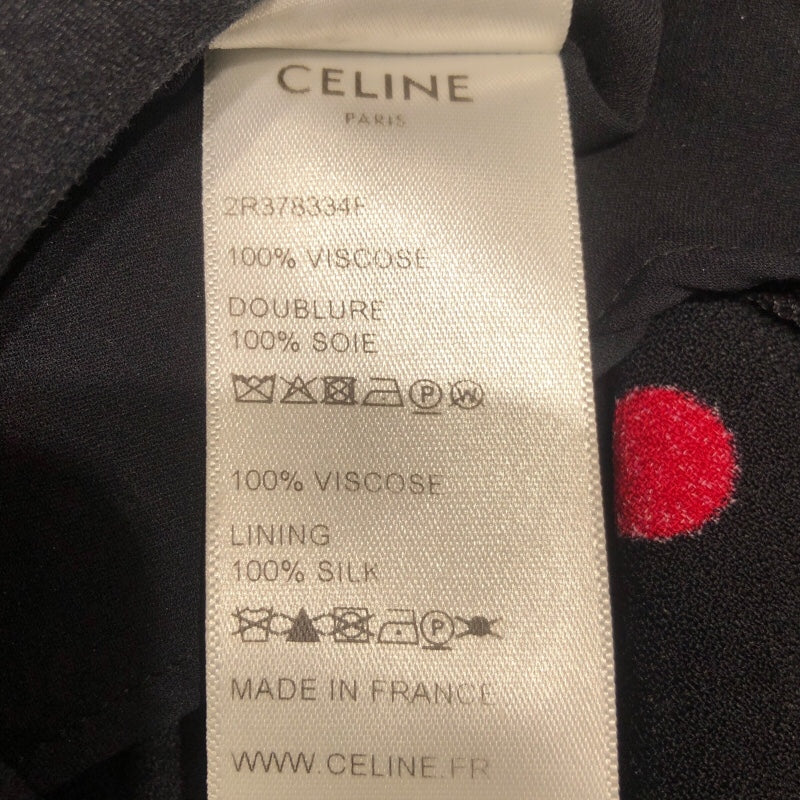 CELINE
PARIS
2R378334F
100% VISCOSE
DOUBLURE
100% SOIE
P W
100% VISCOSE
LINING
100% SILK
P
MADE IN FRANCE
WWW.CELINE.FR